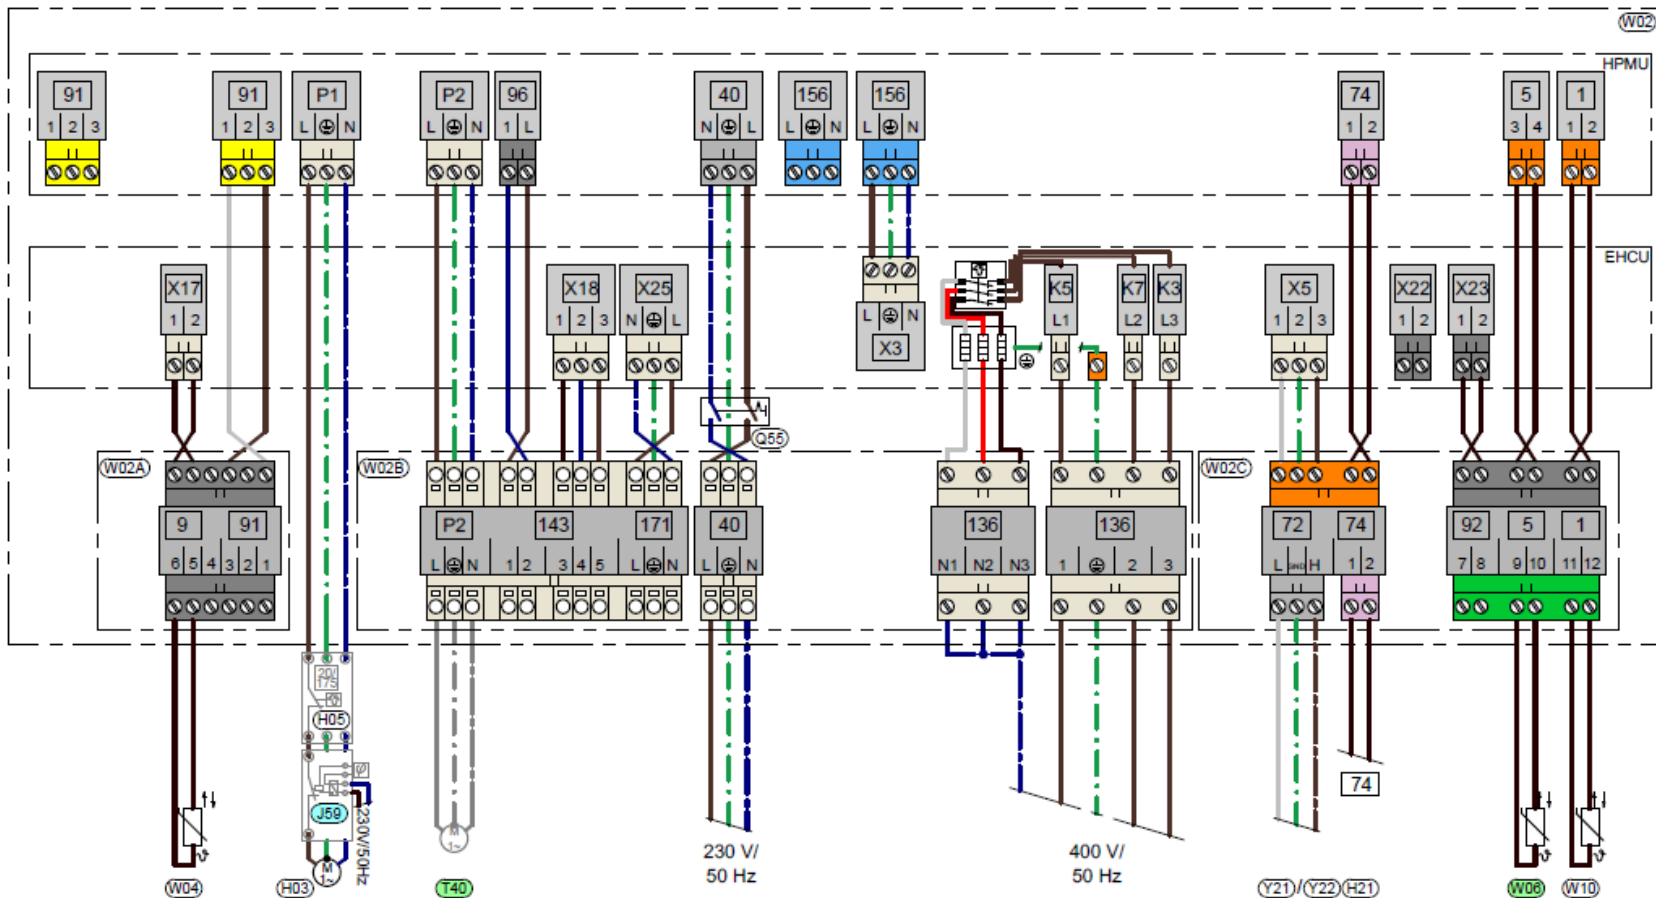 W02
HPMU
91 91 P1 P2 96 40 156 156 74 5 1
1 2 3 1 2 3 L N L N 1 L N L L N L N 1 2 3 4 1 2
EHCU
X17 X18 X25 K5 K7 K3 X5 X22 X23
1 2 1 2 3 N L L N L1 L2 L3 1 2 3 1 2 1 2
X3
Q55
W02A W02B W02C
9 91 P2 143 171 40 136 136 72 74 92 5 1
6 5 4 3 2 1 L N 1 2 3 4 5 L N L N N1 N2 N3 1 2 3 L GND H 1 2 7 8 9 10 11 12
20/
175
H05
J59
230V/50Hz
74
M
1~
M
1~
230 V/
50 Hz
400 V/
50 Hz
W04 H03 T40 Y21 / Y22 H21 W06 W10